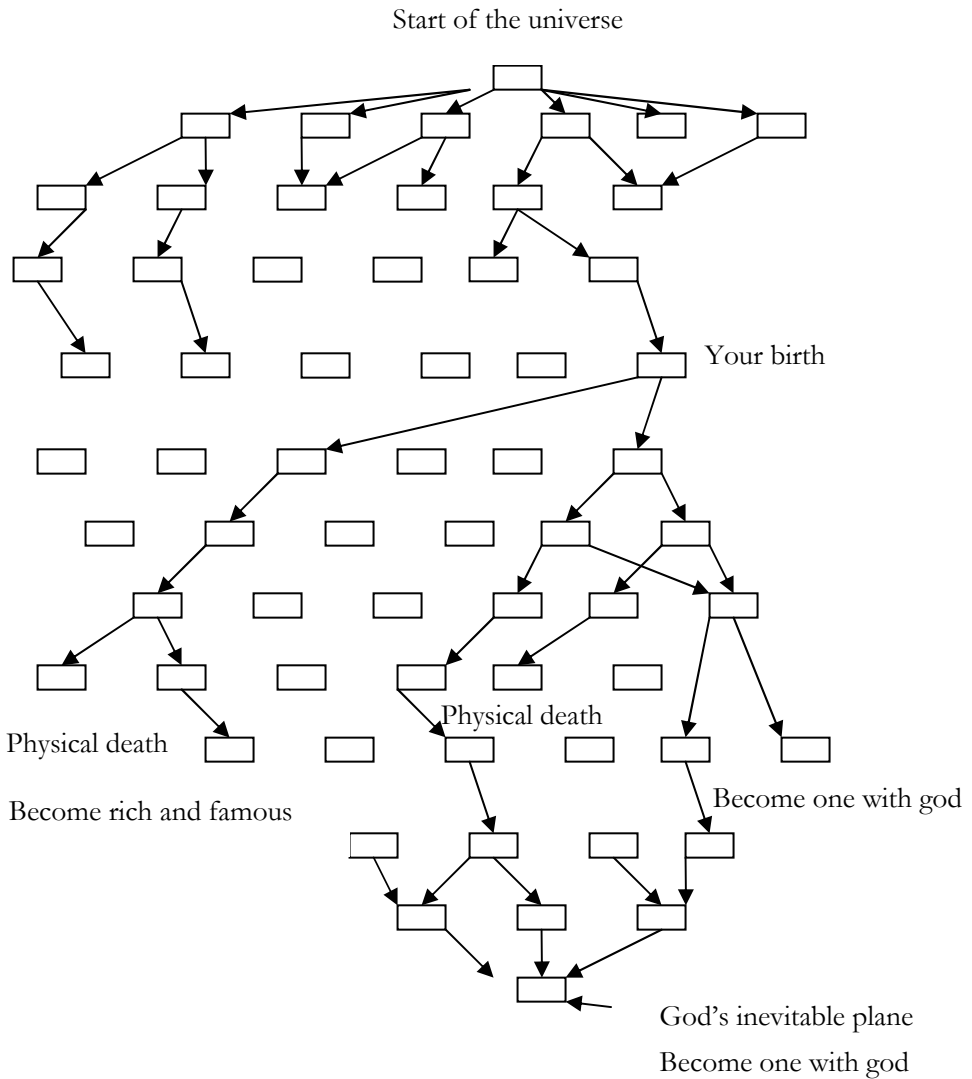 Start of the universe
Your birth
Physical death
Physical death
Become rich and famous
Become one with god
God's inevitable plane
Become one with god